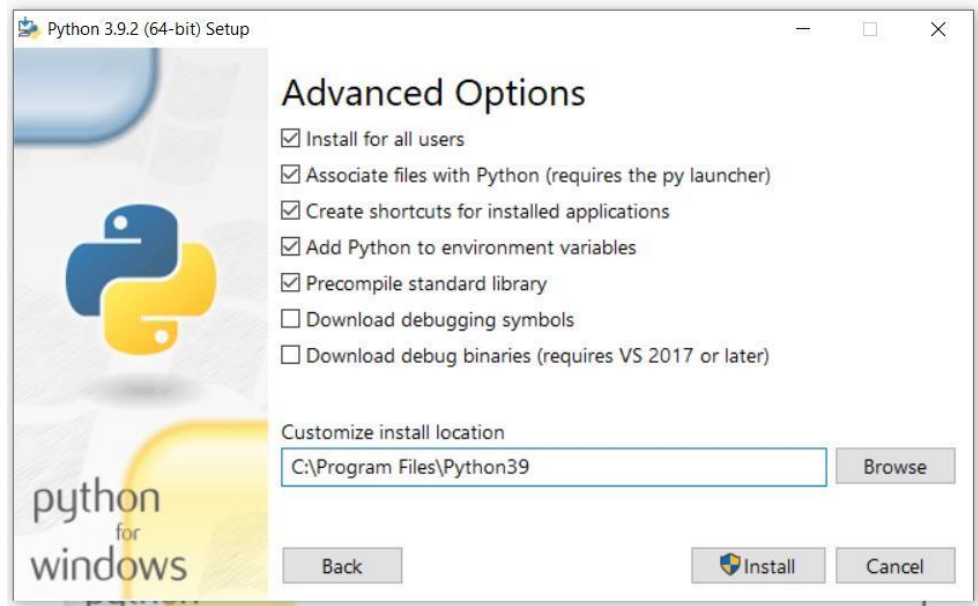 Python 3.9.2 (64-bit) Setup
Advanced Options
Install for all users
Associate files with Python (requires the py launcher)
Create shortcuts for installed applications
Add Python to environment variables
Precompile standard library
Download debugging symbols
Download debug binaries (requires VS 2017 or later)
Customize install location
C:\Program Files\Python39
Browse
python
for
windows
Back
Install
Cancel